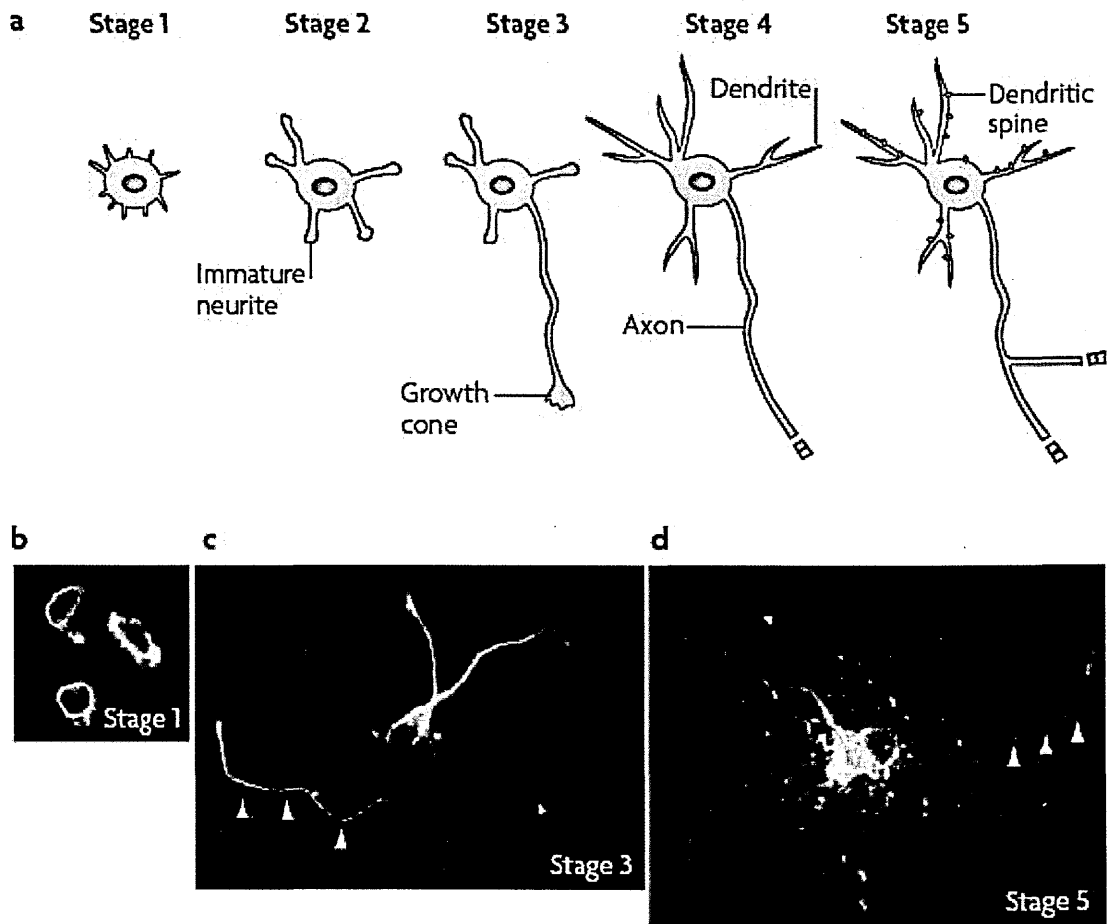 a
Stage 1 Stage 2 Stage 3 Stage 4 Stage 5
Dendrite
Dendritic
spine
Immature
neurite
Axon
Growth
cone
b
c
d
Stage 1
Stage 3
Stage 5